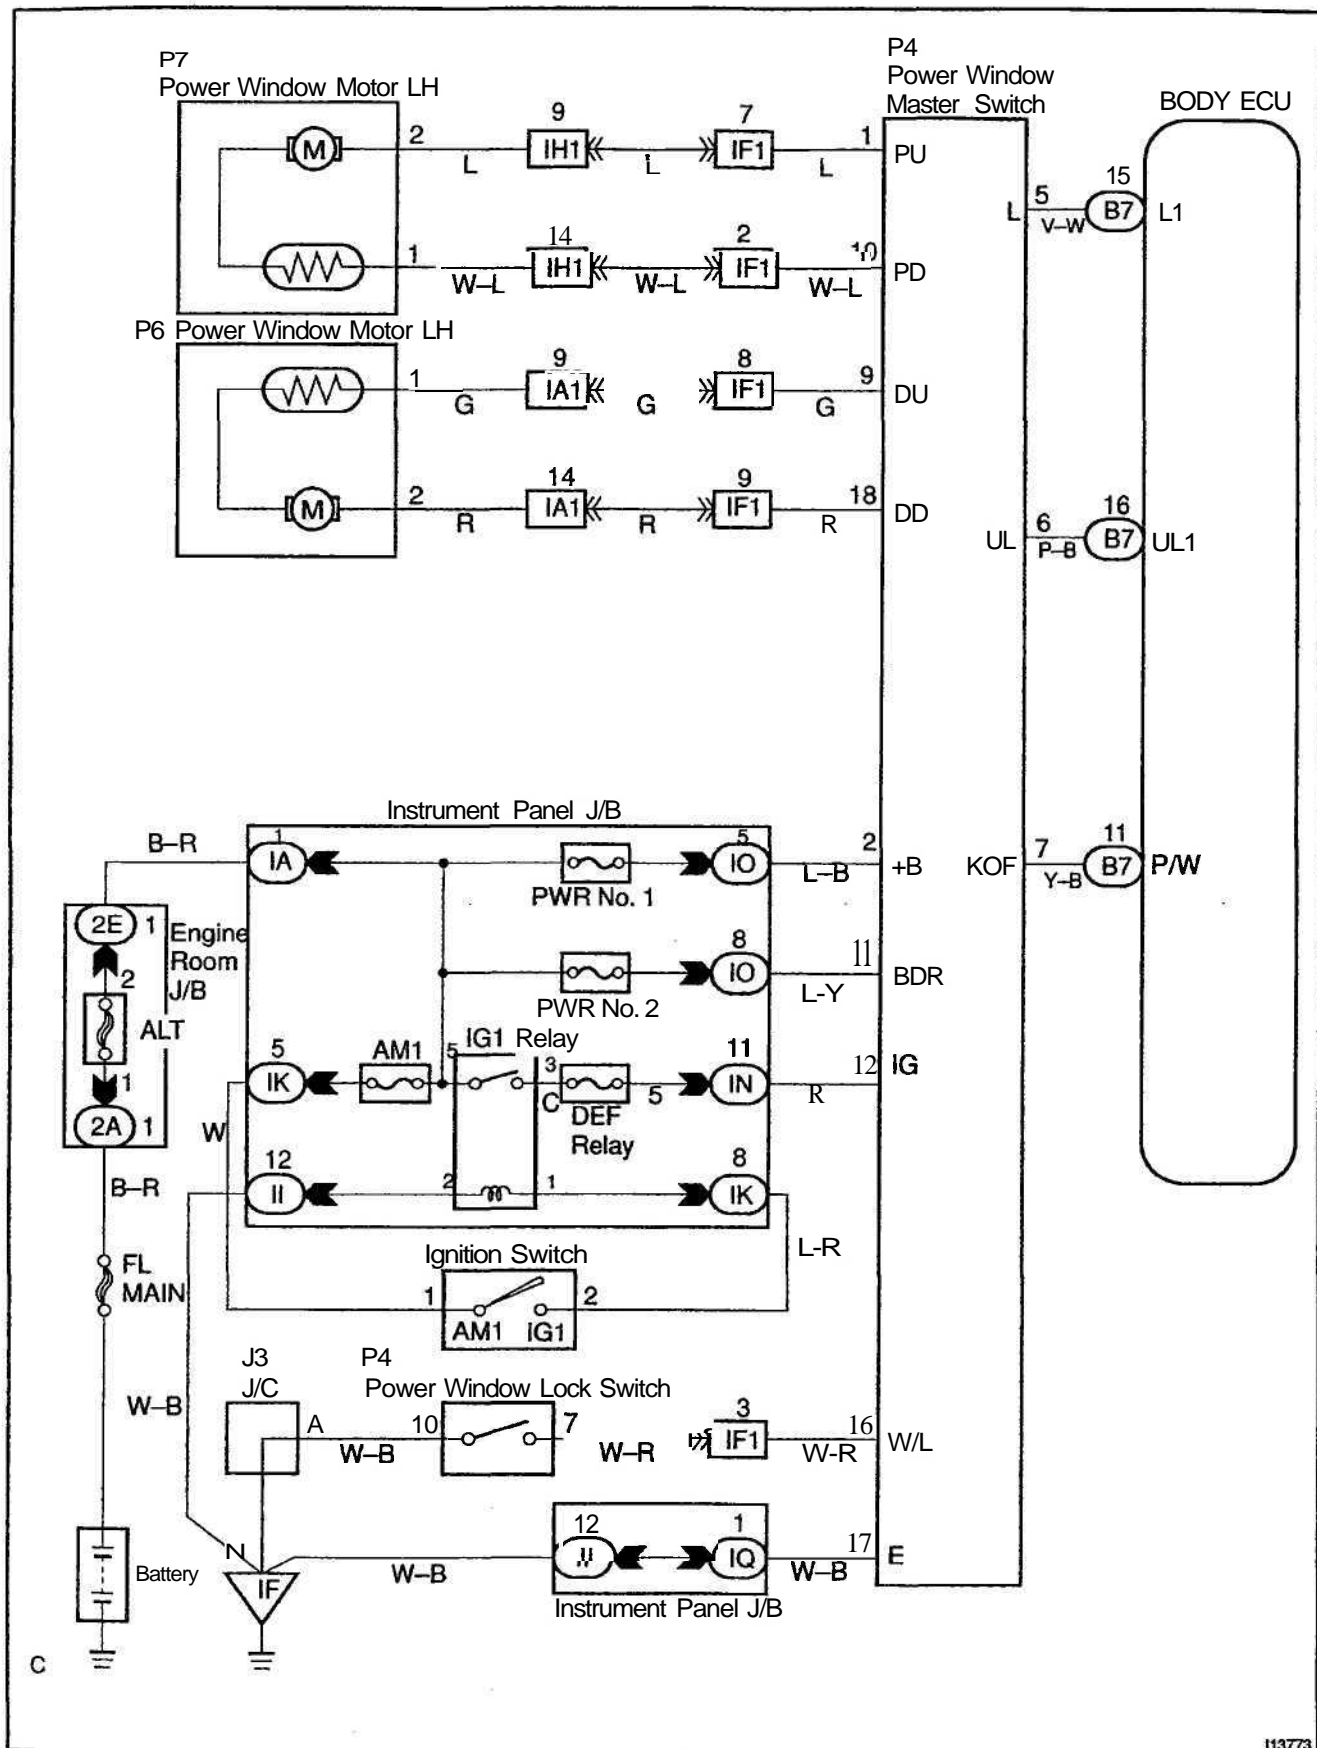 P7
Power Window Motor LH
P4
Power Window
Master Switch
BODY ECU
M
2
L
9
IH1
L
7
IF1
L
1
PU
L
5
V–W
15
B7
L1
1
W–L
14
IH1
W–L
2
IF1
W–L
10
PD
P6 Power Window Motor LH
1
G
9
IA1
G
8
IF1
G
9
DU
M
2
R
14
IA1
R
9
IF1
R
18
DD
UL
6
P–B
16
B7
UL1
Instrument Panel J/B
B–R
1
IA
PWR No. 1
5
IO
L–B
2
+B
KOF
7
Y–B
11
B7
P/W
2E
1
Engine
Room
J/B
2
ALT
1
2A
1
PWR No. 2
8
IO
L-Y
11
BDR
5
IK
AM1
5
IG1 Relay
3
C
DEF
Relay
5
11
IN
R
12
IG
W
12
II
2
1
8
IK
B–R
L-R
FL
MAIN
Ignition Switch
1
AM1
IG1
2
J3
J/C
P4
Power Window Lock Switch
W–B
A
W–B
10
7
W–R
3
IF1
W-R
16
W/L
Battery
N
IF
W–B
12
1
IQ
W–B
17
E
Instrument Panel J/B
C
I13773